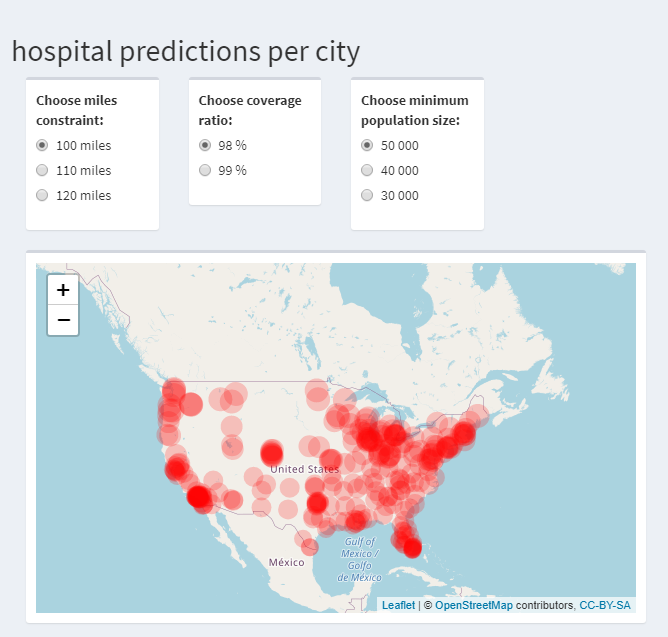 hospital predictions per city
Choose miles
constraint:
100 miles
110 miles
120 miles
Choose coverage
ratio:
98 %
99 %
Choose minimum
population size:
50 000
40 000
30 000
+
−
United States
Gulf of
Mexico /
Golfo
de México
México
Leaflet | © OpenStreetMap contributors, CC-BY-SA